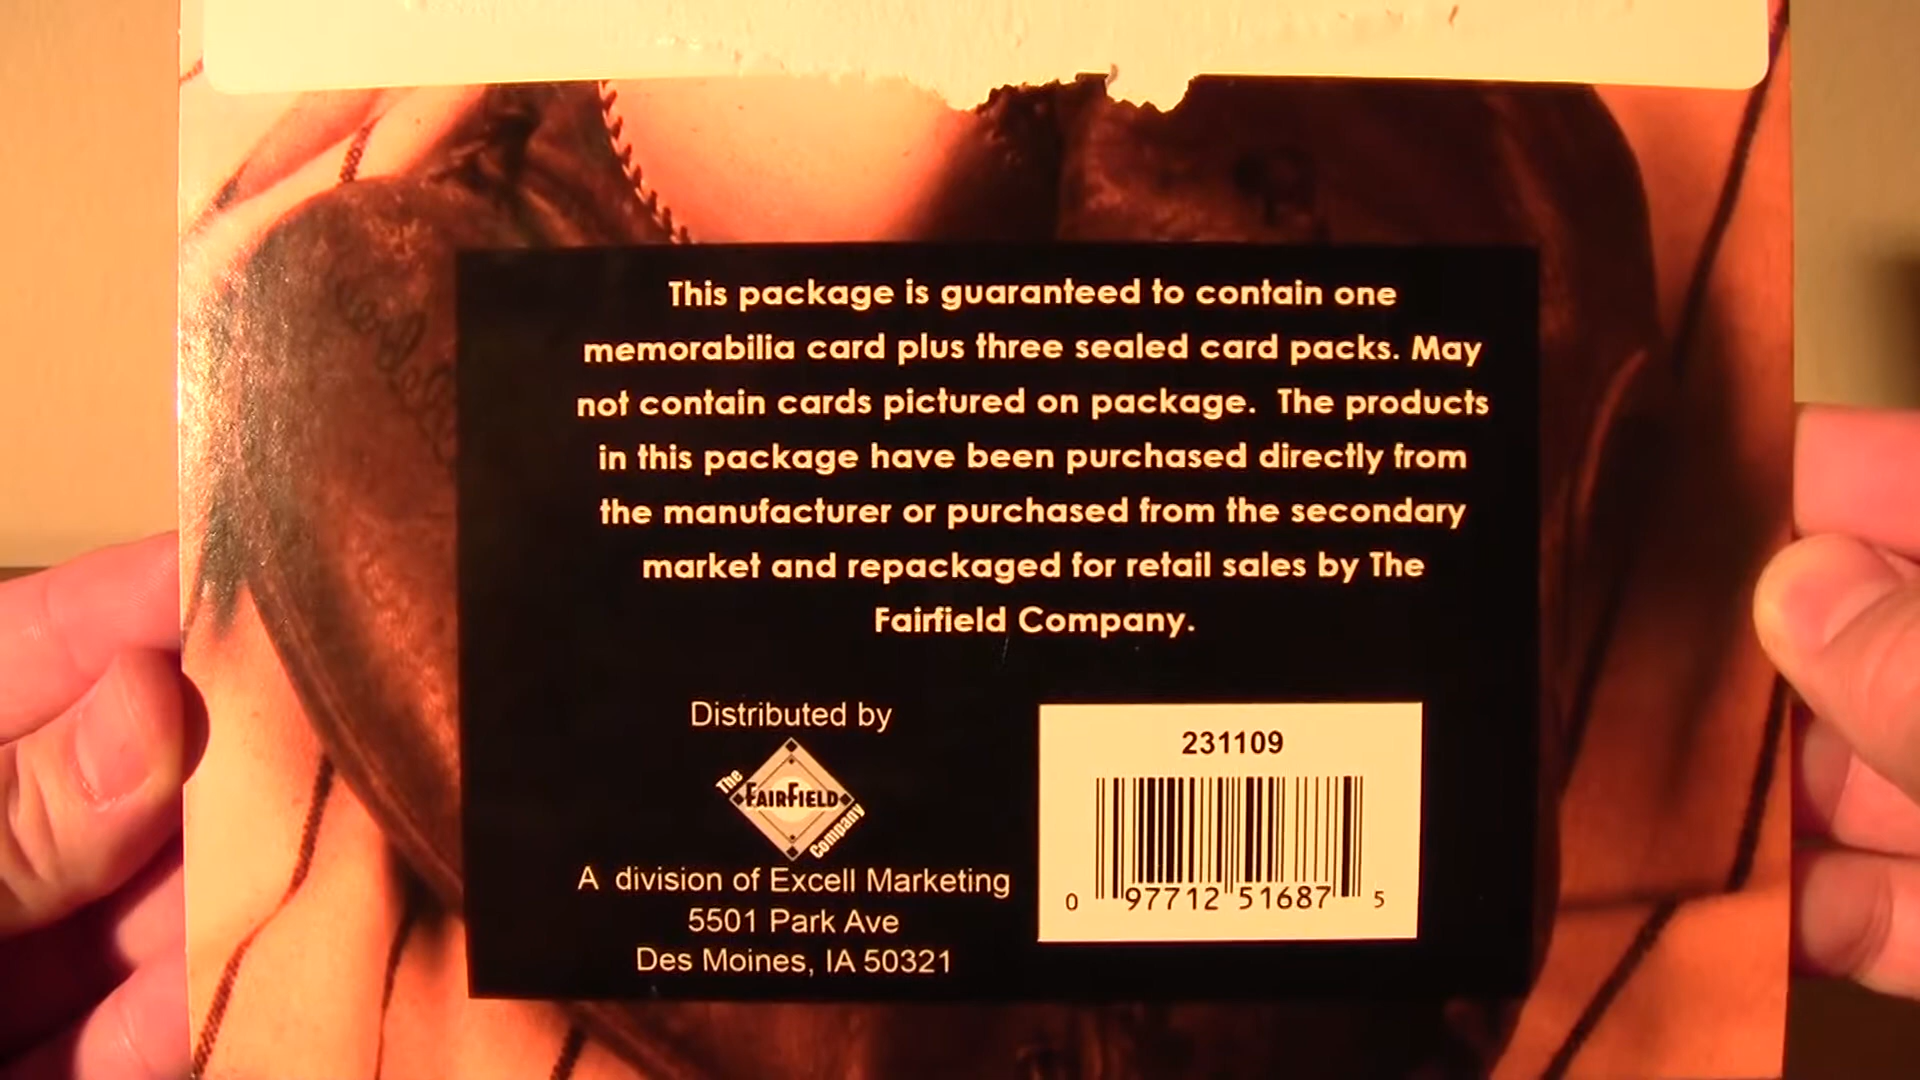 This package is guaranteed to contain one
memorabilia card plus three sealed card packs. May
not contain cards pictured on package. The products
in this package have been purchased directly from
the manufacturer or purchased from the secondary
market and repackaged for retail sales by The
Fairfield Company.
Distributed by
The
FAIRFIELD
Company
A division of Excell Marketing
5501 Park Ave
Des Moines, IA 50321
231109
0 97712 51687 5